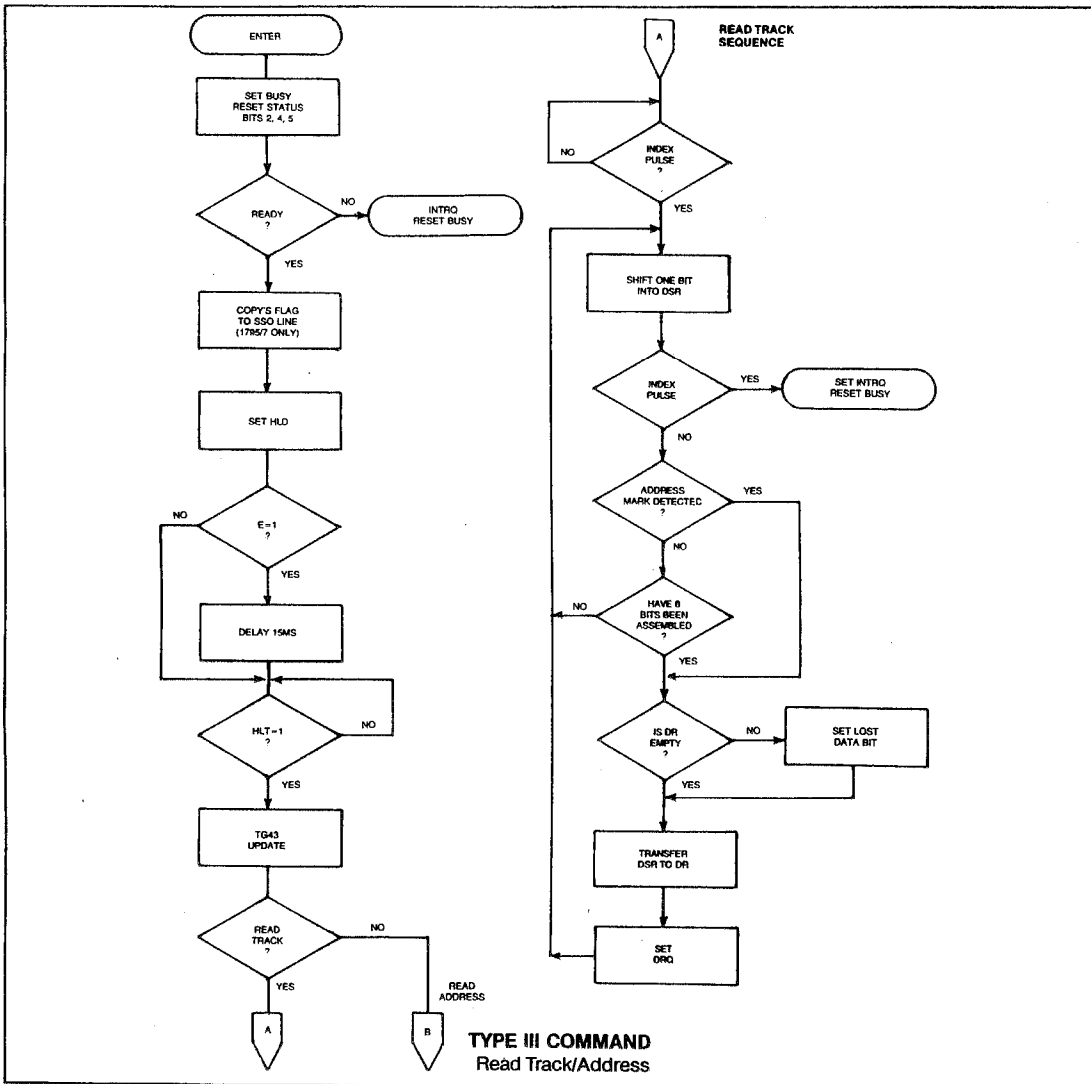 ENTER
SET BUSY
RESET STATUS
BITS 2, 4, 5
READY
?
NO
INTRQ
RESET BUSY
YES
COPY'S FLAG
TO SSO LINE
(1795/7 ONLY)
SET HLD
NO
E=1
?
YES
DELAY 15MS
HLT=1
?
NO
YES
TG43
UPDATE
READ
TRACK
?
NO
YES
READ
ADDRESS
A
B
A
READ TRACK
SEQUENCE
NO
INDEX
PULSE
?
YES
SHIFT ONE BIT
INTO DSR
INDEX
PULSE
YES
SET INTRQ
RESET BUSY
NO
ADDRESS
MARK DETECTED
?
YES
NO
NO
HAVE 8
BITS BEEN
ASSEMBLED
?
YES
IS DR
EMPTY
?
NO
SET LOST
DATA BIT
YES
TRANSFER
DSR TO DR
SET
DRQ
TYPE III COMMAND
Read Track/Address